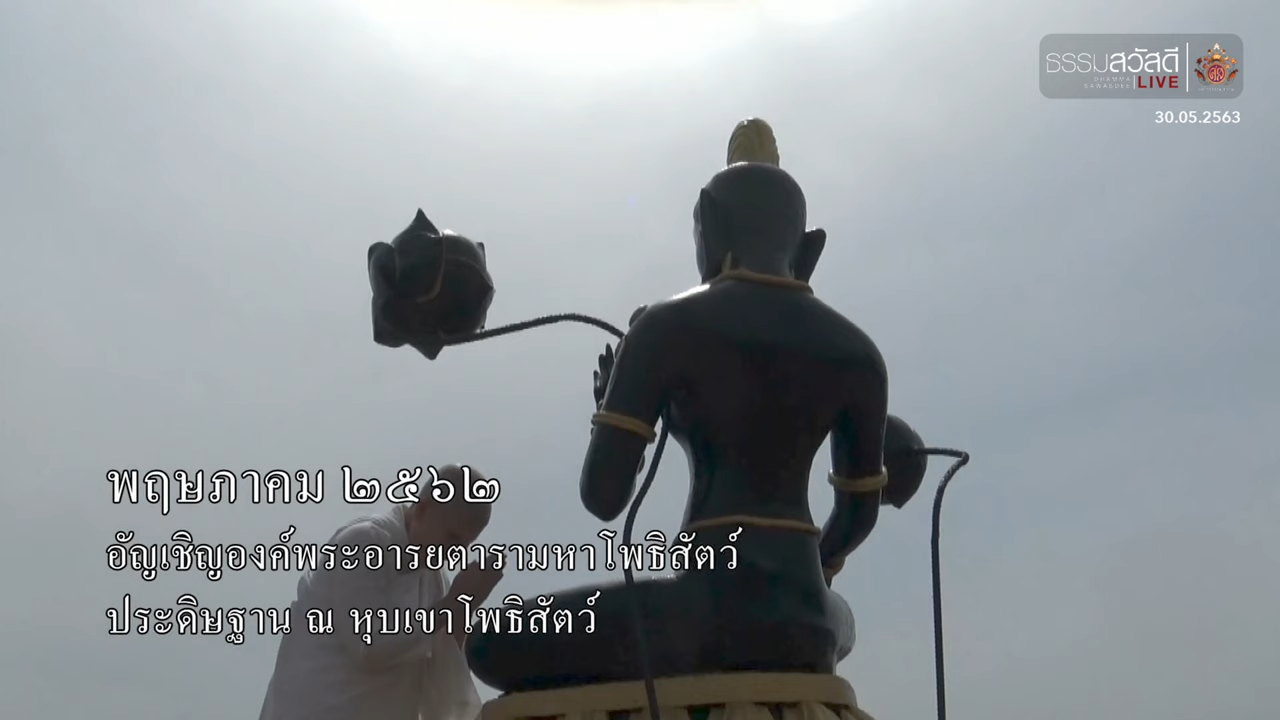 ธรรมสวัสดี
DHAMMA
SAWASDEE
LIVE
30.05.2563
พฤษภาคม ๒๕๖๒
อัญเชิญองค์พระอารยตารามหาโพธิสัตว์
ประดิษฐาน ณ หุบเขาโพธิสัตว์